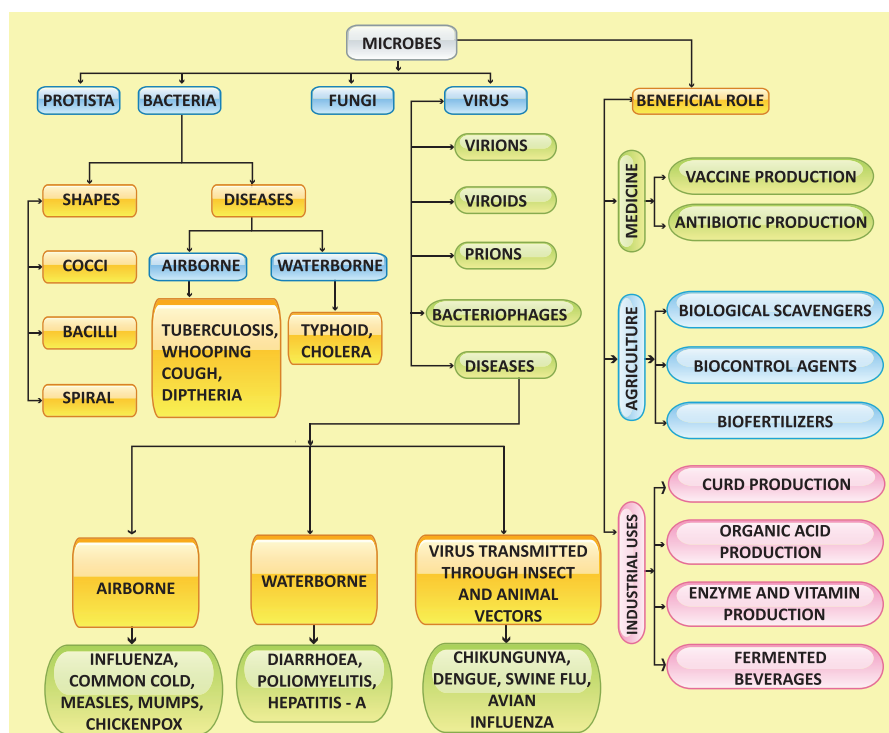 MICROBES
PROTISTA
BACTERIA
FUNGI
VIRUS
BENEFICIAL ROLE
SHAPES
COCCI
BACILLI
SPIRAL
DISEASES
AIRBORNE
WATERBORNE
TUBERCULOSIS,
WHOOPING
COUGH,
DIPTHERIA
TYPHOID,
CHOLERA
VIRIONS
VIROIDS
PRIONS
BACTERIOPHAGES
DISEASES
AIRBORNE
WATERBORNE
VIRUS TRANSMITTED
THROUGH INSECT
AND ANIMAL
VECTORS
INFLUENZA,
COMMON COLD,
MEASLES, MUMPS,
CHICKENPOX
DIARRHOEA,
POLIOMYELITIS,
HEPATITIS - A
CHIKUNGUNYA,
DENGUE, SWINE FLU,
AVIAN
INFLUENZA
MEDICINE
VACCINE PRODUCTION
ANTIBIOTIC PRODUCTION
AGRICULTURE
BIOLOGICAL SCAVENGERS
BIOCONTROL AGENTS
BIOFERTILIZERS
INDUSTRIAL USES
CURD PRODUCTION
ORGANIC ACID
PRODUCTION
ENZYME AND VITAMIN
PRODUCTION
FERMENTED
BEVERAGES